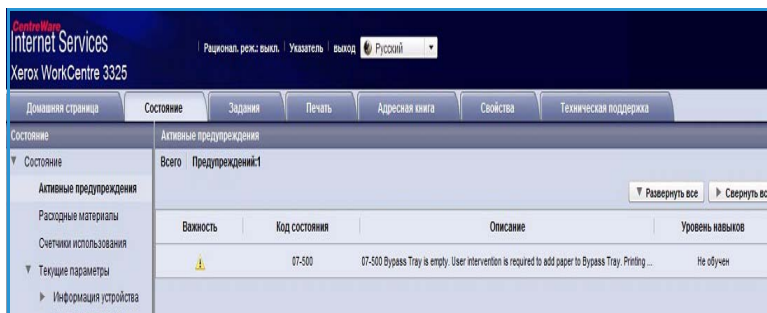 CentreWare
Internet Services
Xerox WorkCentre 3325
Рационал. реж.: выкл. Указатель выход Русский
Домашняя страница Состояние Задания Печать Адресная книга Свойства Техническая поддержка
Состояние Активные предупреждения
Состояние Всего Предупреждений:1
Активные предупреждения Развернуть все Свернуть вс
Расходные материалы Важность Код состояния Описание Уровень навыков
Счетчики использования
Текущие параметры 07-500 07-500 Bypass Tray is empty. User intervention is required to add paper to Bypass Tray. Printing ... Не обучен
Информация устройства